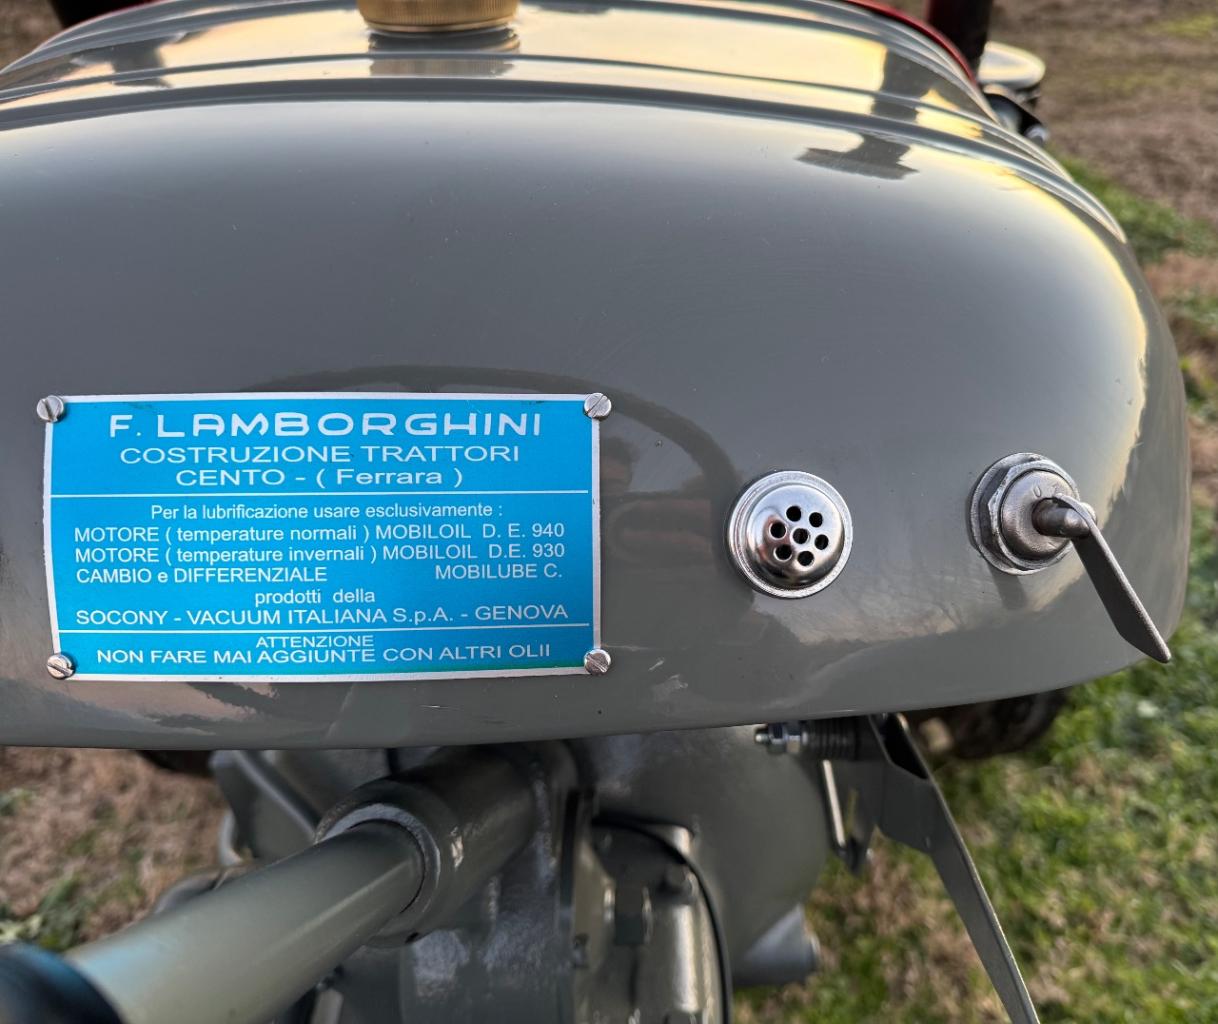 F. LAMBORGHINI
COSTRUZIONE TRATTORI
CENTO - ( Ferrara )
Per la lubrificazione usare esclusivamente :
MOTORE ( temperature normali ) MOBILOIL D. E. 940
MOTORE ( temperature invernali ) MOBILOIL D.E. 930
CAMBIO e DIFFERENZIALE MOBILUBE C.
prodotti della
SOCONY - VACUUM ITALIANA S.p.A. - GENOVA
ATTENZIONE
NON FARE MAI AGGIUNTE CON ALTRI OLII